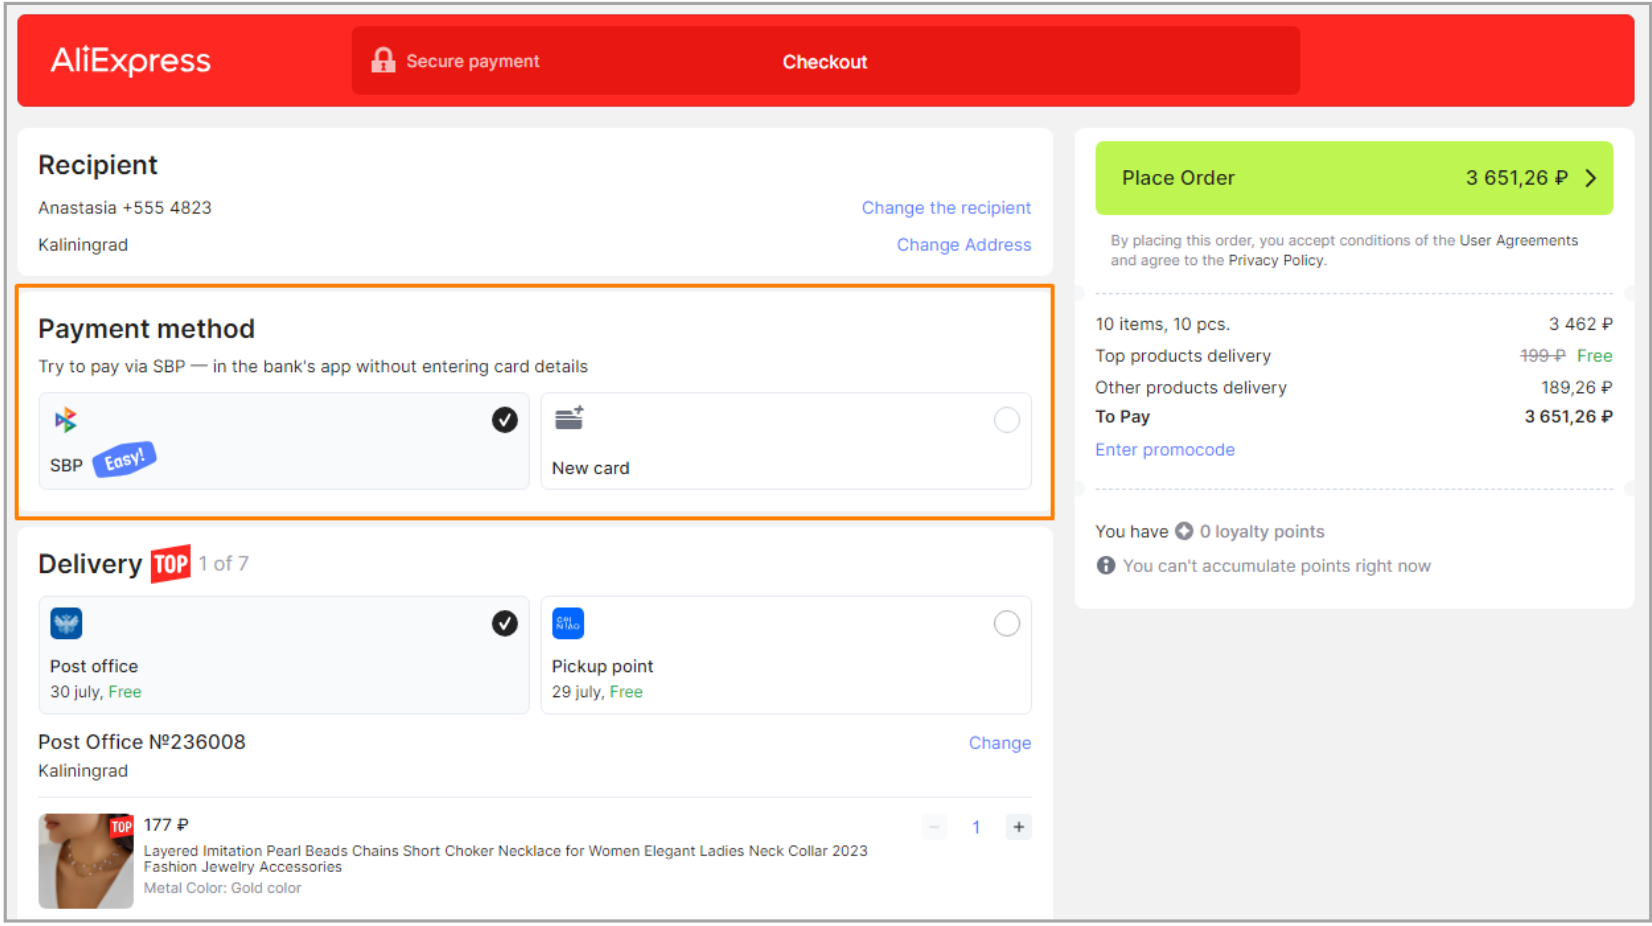 AliExpress
Secure payment
Checkout
Recipient
Anastasia +555 4823
Change the recipient
Kaliningrad
Change Address
Payment method
Try to pay via SBP — in the bank's app without entering card details
SBP Easy!
New card
Delivery TOP 1 of 7
Post office
30 july, Free
CAI
NIAO
Pickup point
29 july, Free
Post Office №236008
Change
Kaliningrad
TOP
177 ₽
− 1 +
Layered Imitation Pearl Beads Chains Short Choker Necklace for Women Elegant Ladies Neck Collar 2023
Fashion Jewelry Accessories
Metal Color: Gold color
Place Order 3 651,26 ₽
By placing this order, you accept conditions of the User Agreements
and agree to the Privacy Policy.
10 items, 10 pcs. 3 462 ₽
Top products delivery 199 ₽ Free
Other products delivery 189,26 ₽
To Pay 3 651,26 ₽
Enter promocode
You have 0 loyalty points
You can't accumulate points right now